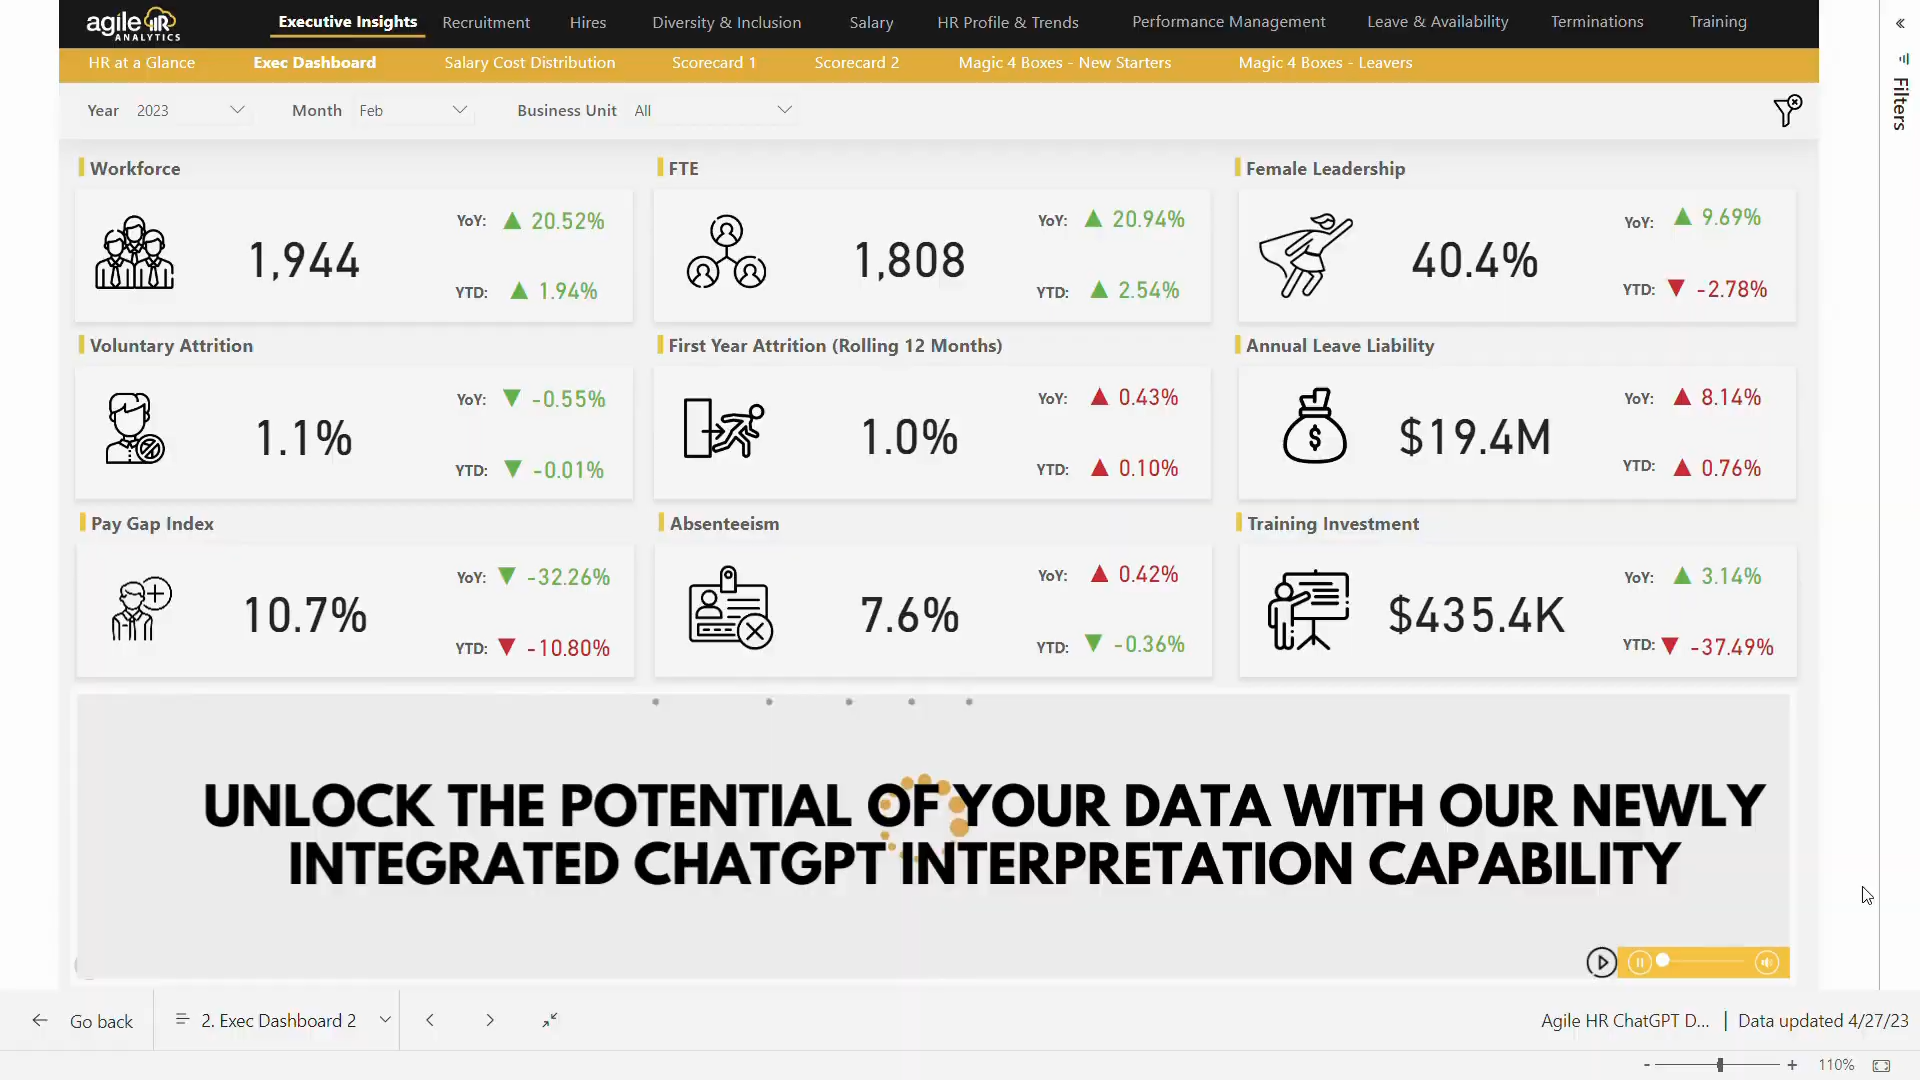 agile HR
ANALYTICS
Executive Insights
Recruitment
Hires
Diversity & Inclusion
Salary
HR Profile & Trends
Performance Management
Leave & Availability
Terminations
Training
HR at a Glance
Exec Dashboard
Salary Cost Distribution
Scorecard 1
Scorecard 2
Magic 4 Boxes - New Starters
Magic 4 Boxes - Leavers
Filters
Year 2023
Month Feb
Business Unit All
Workforce
1,944
YoY: ▲ 20.52%
YTD: ▲ 1.94%
FTE
1,808
YoY: ▲ 20.94%
YTD: ▲ 2.54%
Female Leadership
40.4%
YoY: ▲ 9.69%
YTD: ▼ -2.78%
Voluntary Attrition
1.1%
YoY: ▼ -0.55%
YTD: ▼ -0.01%
First Year Attrition (Rolling 12 Months)
1.0%
YoY: ▲ 0.43%
YTD: ▲ 0.10%
Annual Leave Liability
$19.4M
YoY: ▲ 8.14%
YTD: ▲ 0.76%
Pay Gap Index
10.7%
YoY: ▼ -32.26%
YTD: ▼ -10.80%
Absenteeism
7.6%
YoY: ▲ 0.42%
YTD: ▼ -0.36%
Training Investment
$435.4K
YoY: ▲ 3.14%
YTD: ▼ -37.49%
UNLOCK THE POTENTIAL OF YOUR DATA WITH OUR NEWLY
INTEGRATED CHATGPT INTERPRETATION CAPABILITY
Go back
2. Exec Dashboard 2
Agile HR ChatGPT D... | Data updated 4/27/23
- + 110%